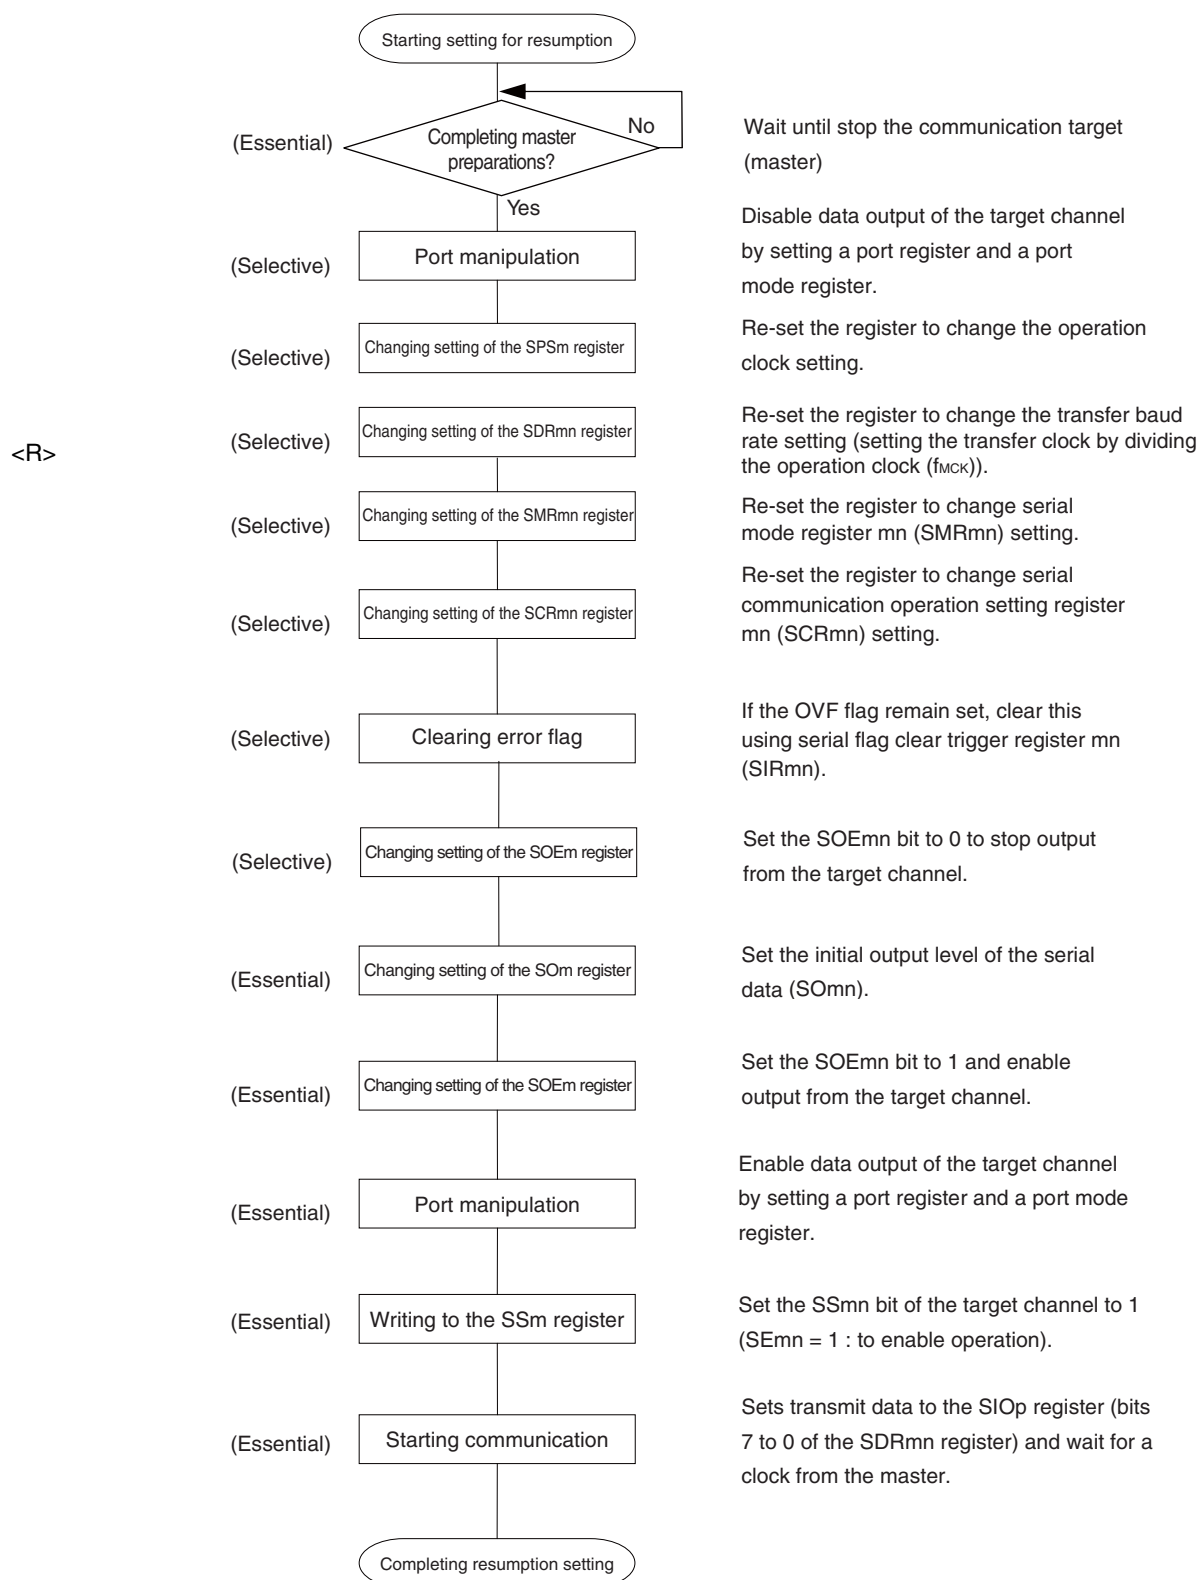 Starting setting for resumption
(Essential)
Completing master
preparations?
No
Wait until stop the communication target
(master)
Yes
(Selective)
Port manipulation
Disable data output of the target channel
by setting a port register and a port
mode register.
(Selective)
Changing setting of the SPSm register
Re-set the register to change the operation
clock setting.
<R>
(Selective)
Changing setting of the SDRmn register
Re-set the register to change the transfer baud
rate setting (setting the transfer clock by dividing
the operation clock (fMCK)).
(Selective)
Changing setting of the SMRmn register
Re-set the register to change serial
mode register mn (SMRmn) setting.
(Selective)
Changing setting of the SCRmn register
Re-set the register to change serial
communication operation setting register
mn (SCRmn) setting.
(Selective)
Clearing error flag
If the OVF flag remain set, clear this
using serial flag clear trigger register mn
(SIRmn).
(Selective)
Changing setting of the SOEm register
Set the SOEmn bit to 0 to stop output
from the target channel.
(Essential)
Changing setting of the SOm register
Set the initial output level of the serial
data (SOmn).
(Essential)
Changing setting of the SOEm register
Set the SOEmn bit to 1 and enable
output from the target channel.
(Essential)
Port manipulation
Enable data output of the target channel
by setting a port register and a port mode
register.
(Essential)
Writing to the SSm register
Set the SSmn bit of the target channel to 1
(SEmn = 1 : to enable operation).
(Essential)
Starting communication
Sets transmit data to the SIOp register (bits
7 to 0 of the SDRmn register) and wait for a
clock from the master.
Completing resumption setting